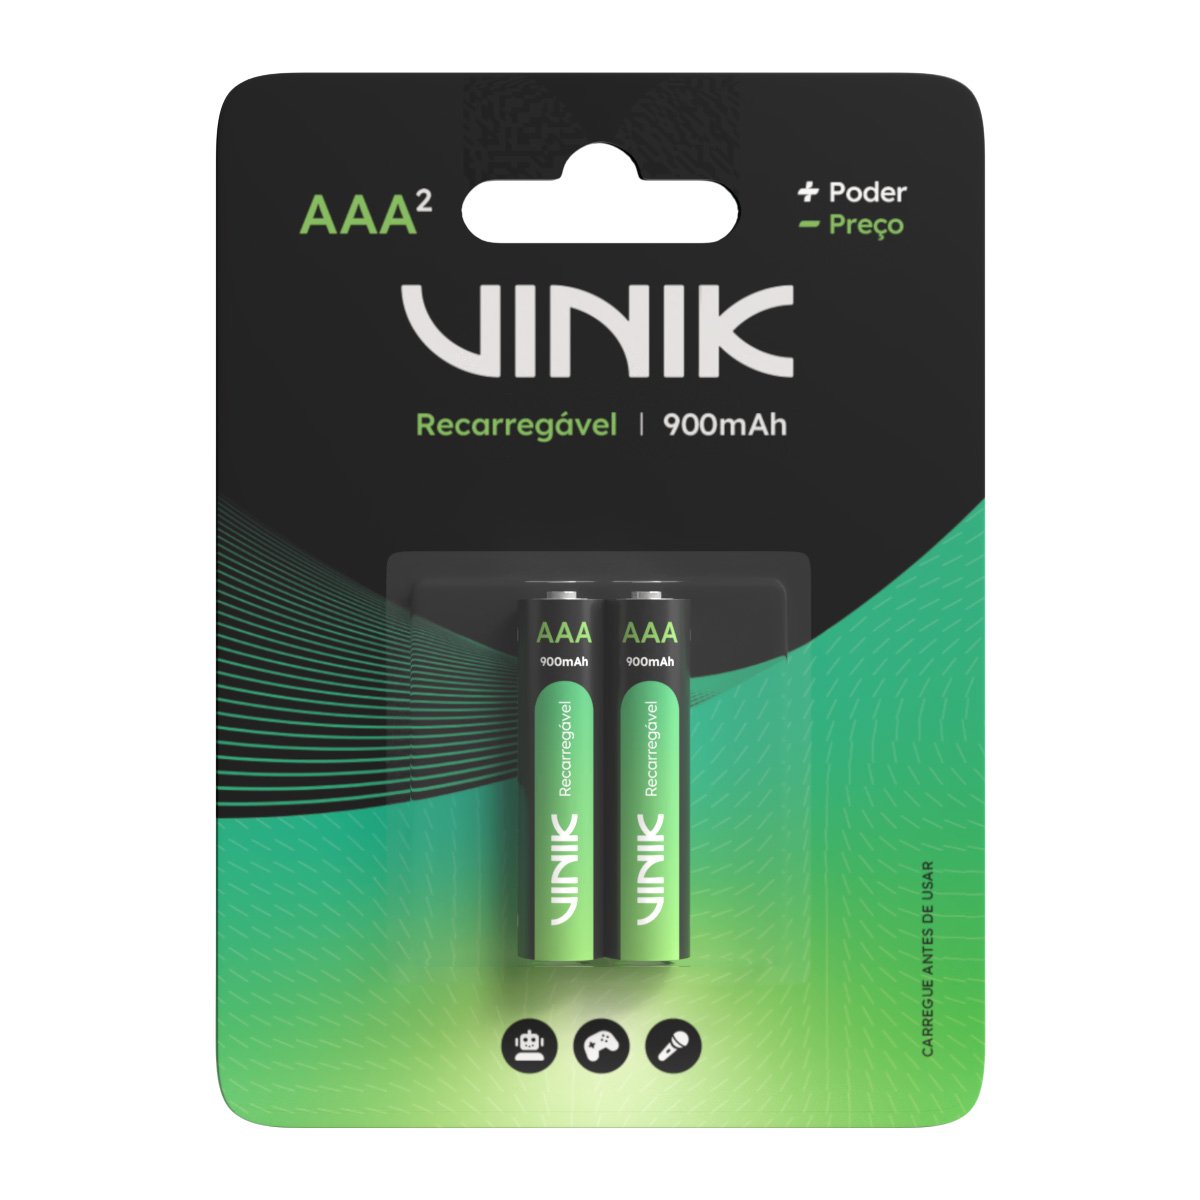 AAA²
+ Poder
- Preço
VINIK
Recarregável | 900mAh
AAA
900mAh
Recarregável
VINIK
AAA
900mAh
Recarregável
VINIK
CARREGUE ANTES DE USAR